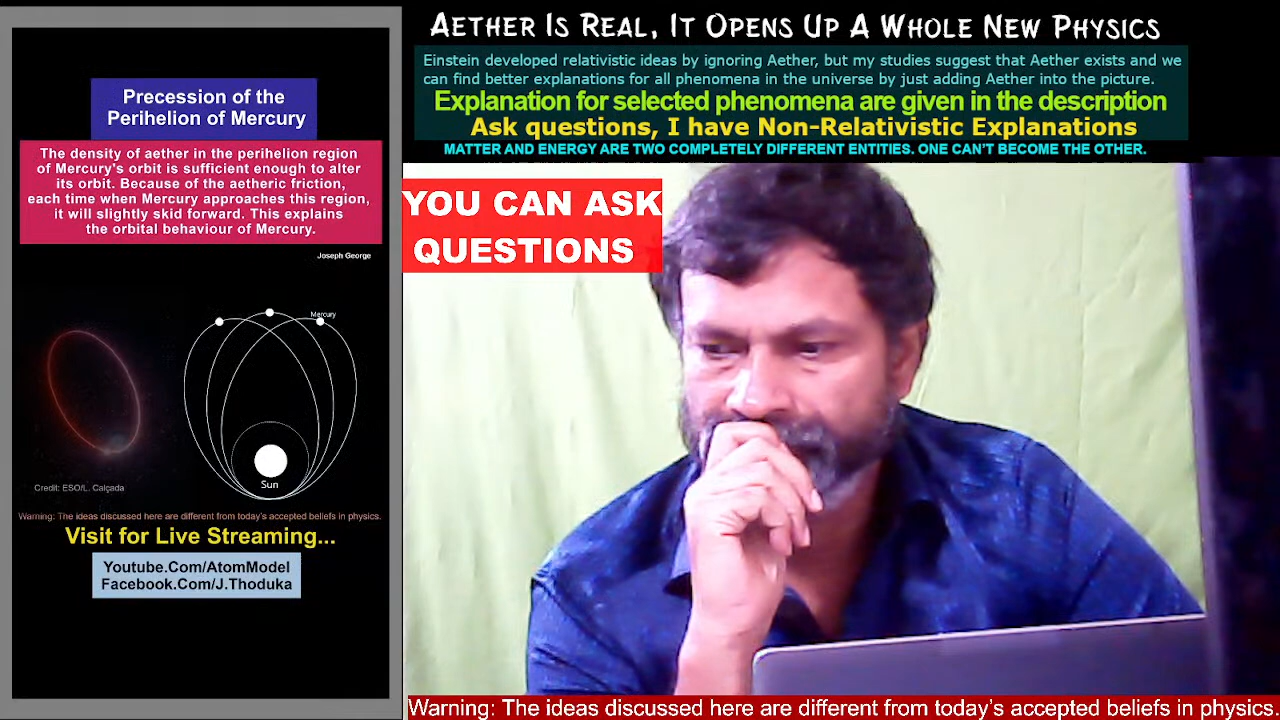 AETHER IS REAL, IT OPENS UP A WHOLE NEW PHYSICS
Einstein developed relativistic ideas by ignoring Aether, but my studies suggest that Aether exists and we
can find better explanations for all phenomena in the universe by just adding Aether into the picture.
Explanation for selected phenomena are given in the description
Ask questions, I have Non-Relativistic Explanations
MATTER AND ENERGY ARE TWO COMPLETELY DIFFERENT ENTITIES. ONE CAN'T BECOME THE OTHER.
Precession of the
Perihelion of Mercury
The density of aether in the perihelion region
of Mercury's orbit is sufficient enough to alter
its orbit. Because of the aetheric friction,
each time when Mercury approaches this region,
it will slightly skid forward. This explains
the orbital behaviour of Mercury.
Joseph George
Mercury
Sun
Credit: ESO/L. Calçada
Warning: The ideas discussed here are different from today's accepted beliefs in physics.
Visit for Live Streaming...
Youtube.Com/AtomModel
Facebook.Com/J.Thoduka
YOU CAN ASK
QUESTIONS
Warning: The ideas discussed here are different from today's accepted beliefs in physics.